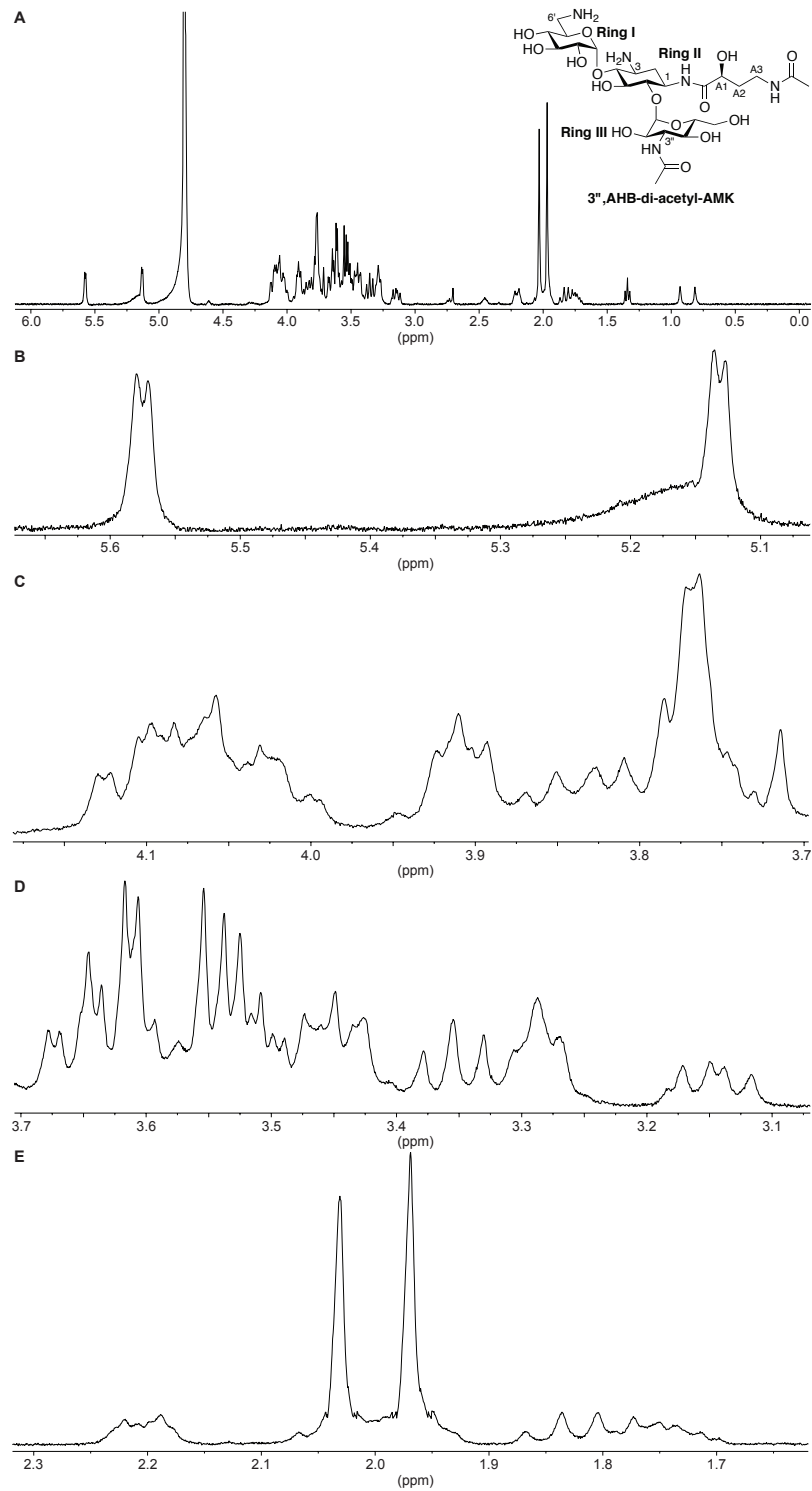 A
6' NH2
HO
O
Ring I
HO
HO
OH
H2N
3
Ring II
OH
A3
O
H
N
1
HO
A1
A2
N
H
O
O
O
O
Ring III
HO
OH
OH
HN
3"
O
3",AHB-di-acetyl-AMK
6.0 5.5 5.0 4.5 4.0 3.5 3.0 2.5 2.0 1.5 1.0 0.5 0.0
(ppm)
B
5.6 5.5 5.4 5.3 5.2 5.1
(ppm)
C
4.1 4.0 3.9 3.8 3.7
(ppm)
D
3.7 3.6 3.5 3.4 3.3 3.2 3.1
(ppm)
E
2.3 2.2 2.1 2.0 1.9 1.8 1.7
(ppm)